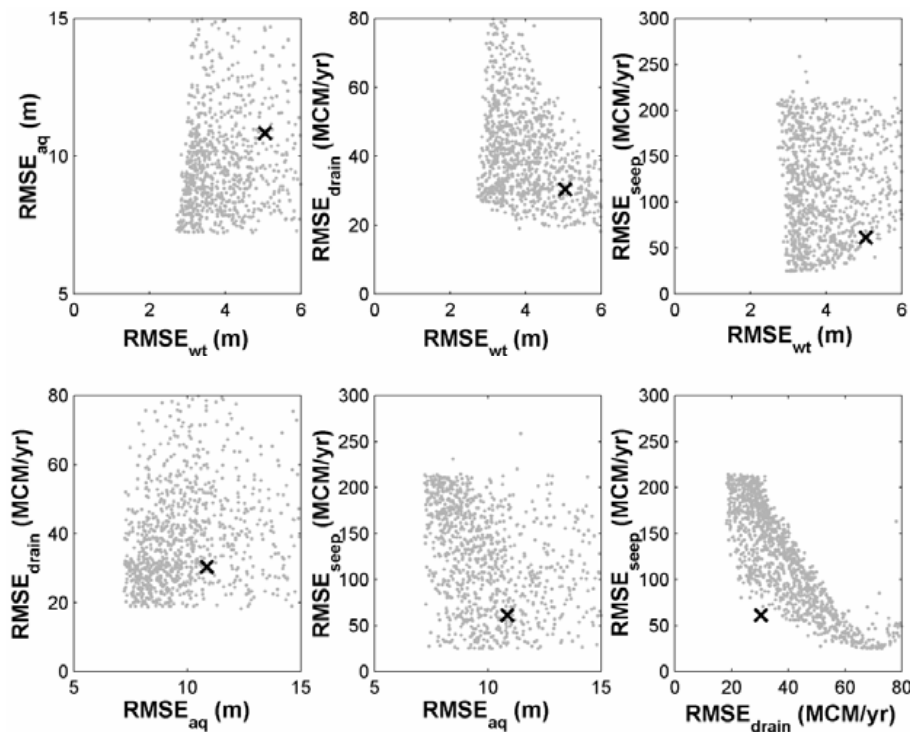 15
10
5
0 2 4 6
RMSE_aq (m)
RMSE_wt (m)
80
60
40
20
0
0 2 4 6
RMSE_drain (MCM/yr)
RMSE_wt (m)
300
250
200
150
100
50
0
0 2 4 6
RMSE_seep (MCM/yr)
RMSE_wt (m)
80
60
40
20
0
5 10 15
RMSE_drain (MCM/yr)
RMSE_aq (m)
300
250
200
150
100
50
0
5 10 15
RMSE_seep (MCM/yr)
RMSE_aq (m)
300
250
200
150
100
50
0
0 20 40 60 80
RMSE_seep (MCM/yr)
RMSE_drain (MCM/yr)